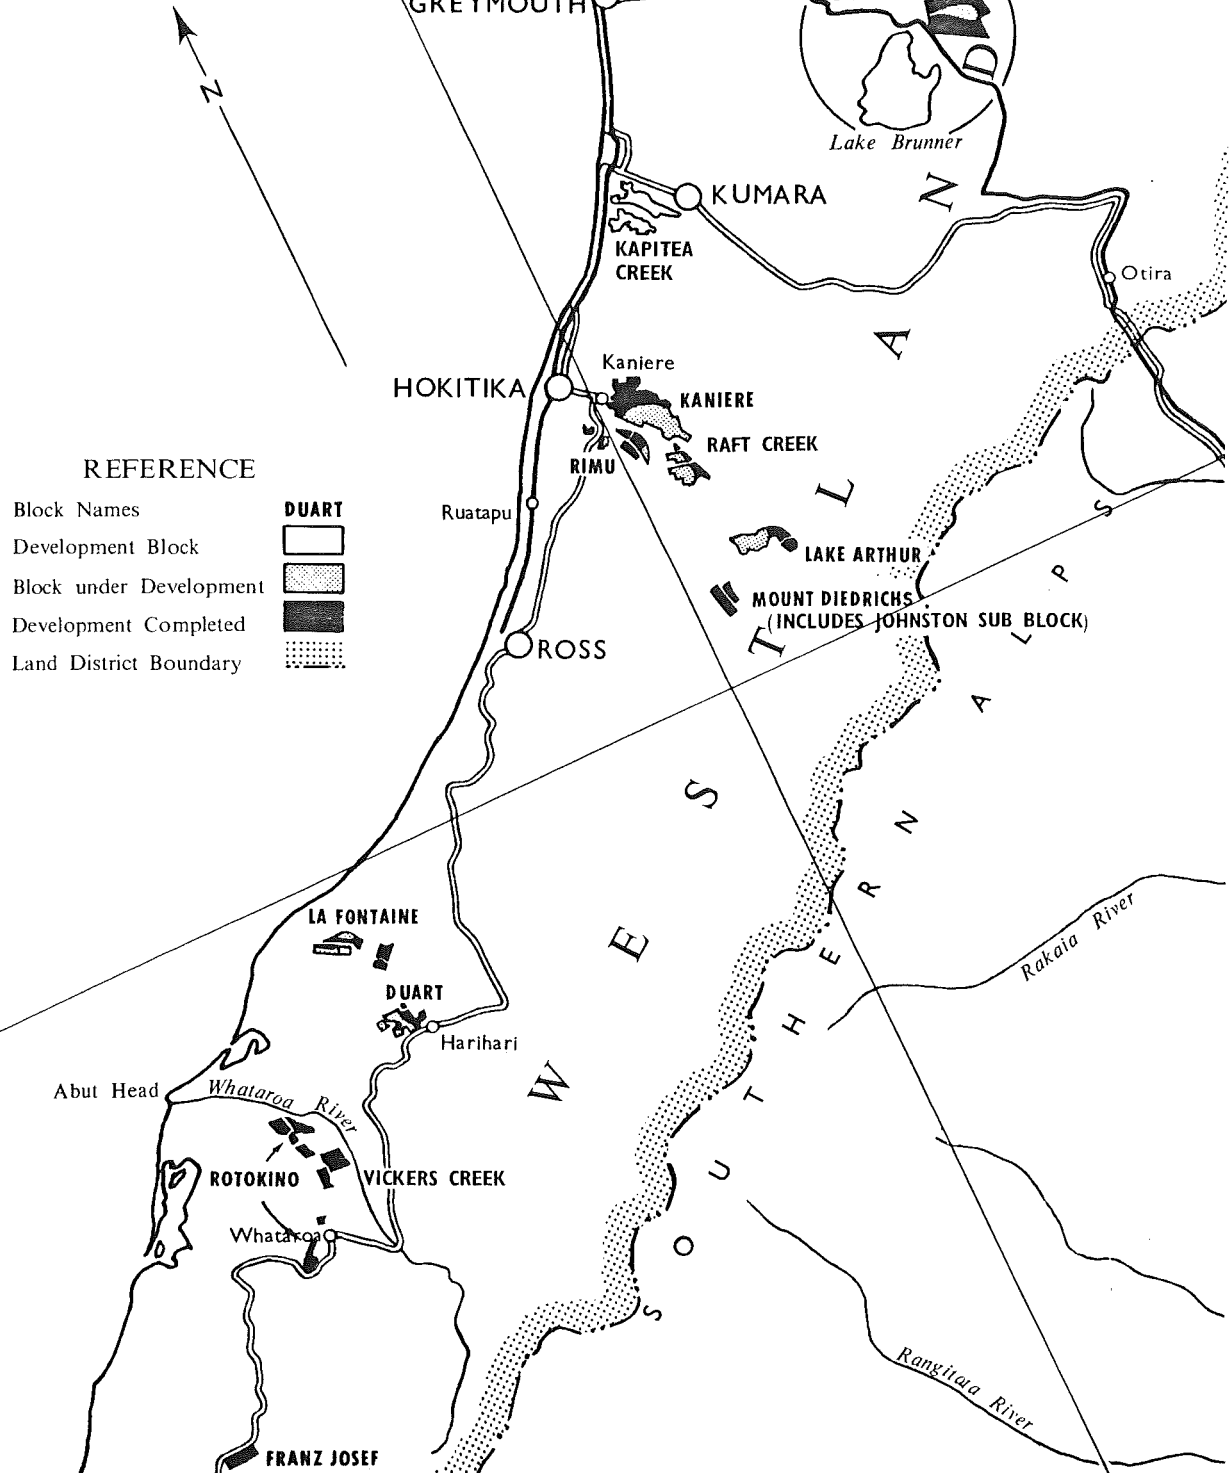 GREYMOUTH
N
D
Lake Brunner
KUMARA
N
KAPITEA
CREEK
Otira
A
Kaniere
HOKITIKA
KANIERE
RAFT CREEK
RIMU
REFERENCE
Block Names DUART
Development Block
Block under Development
Development Completed
Land District Boundary
L
Ruatapu
LAKE ARTHUR
MOUNT DIEDRICHS
(INCLUDES JOHNSTON SUB BLOCK)
T
ROSS
S
E
W
SOUTHERN ALPS
LA FONTAINE
Rakaia River
DUART
Harihari
Abut Head
Whataroa River
ROTOKINO
VICKERS CREEK
Whataroa
Rangitata River
FRANZ JOSEF